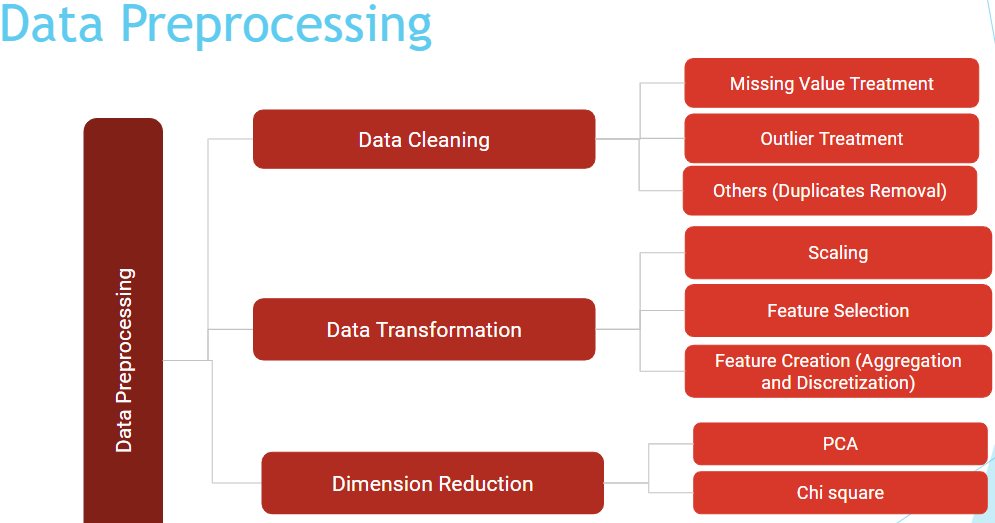 Data Preprocessing
Data Preprocessing
Data Cleaning
Missing Value Treatment
Outlier Treatment
Others (Duplicates Removal)
Data Transformation
Scaling
Feature Selection
Feature Creation (Aggregation
and Discretization)
Dimension Reduction
PCA
Chi square